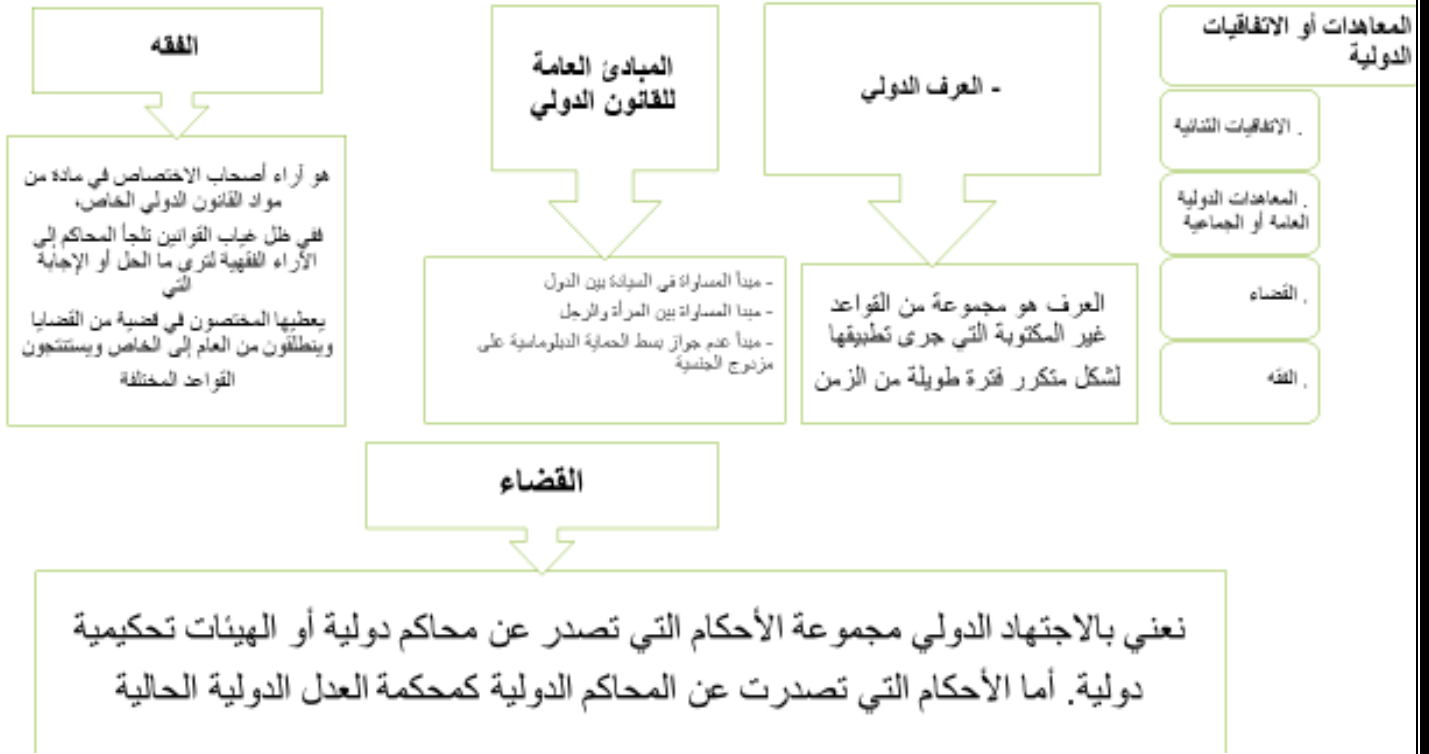 المعاهدات أو الاتفاقيات
الدولية
. الاتفاقيات الثنائية
. المعاهدات الدولية
العامة أو الجماعية
. القضاء
. الفقه
- العرف الدولي
العرف هو مجموعة من القواعد
غير المكتوبة التي جرى تطبيقها
لشكل متكرر فترة طويلة من الزمن
المبادئ العامة
للقانون الدولي
- مبدأ المساواة في السيادة بين الدول
- مبدا المساواة بين المرأة والرجل
- مبدأ عدم جواز بسط الحماية الدبلوماسية على
مزدوج الجنسية
الفقه
هو أراء أصحاب الاختصاص في مادة من
مواد القانون الدولي الخاص،
ففي ظل غياب القوانين تلجأ المحاكم إلى
الأراء الفقهية لترى ما الحل أو الإجابة
التي
يعطيها المختصون في قضية من القضايا
وينطلقون من العام إلى الخاص ويستنتجون
القواعد المختلفة
القضاء
نعني بالاجتهاد الدولي مجموعة الأحكام التي تصدر عن محاكم دولية أو الهيئات تحكيمية
دولية. أما الأحكام التي تصدرت عن المحاكم الدولية كمحكمة العدل الدولية الحالية